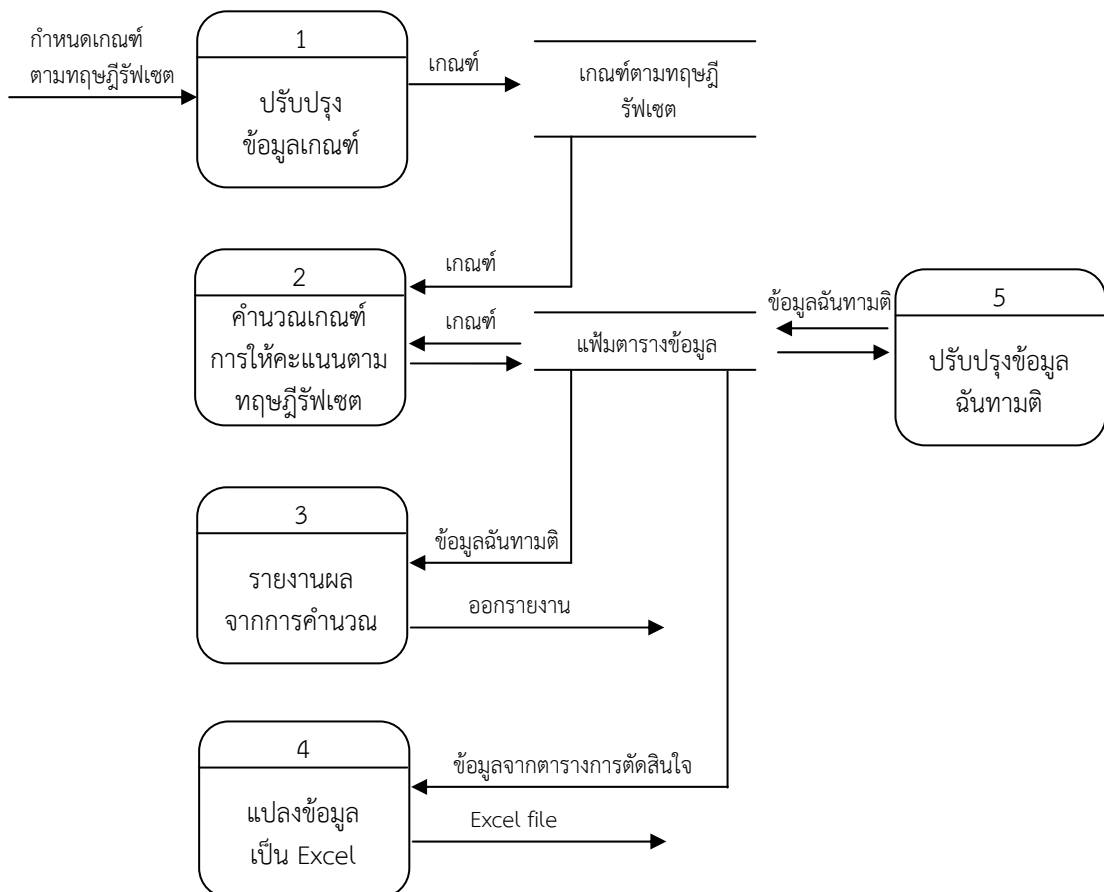 กำหนดเกณฑ์
ตามทฤษฎีรัฟเซต
1
ปรับปรุง
ข้อมูลเกณฑ์
เกณฑ์
เกณฑ์ตามทฤษฎี
รัฟเซต
เกณฑ์
2
คำนวณเกณฑ์
การให้คะแนนตาม
ทฤษฎีรัฟเซต
เกณฑ์
แฟ้มตารางข้อมูล
ข้อมูลฉันทามติ
5
ปรับปรุงข้อมูล
ฉันทามติ
3
รายงานผล
จากการคำนวณ
ข้อมูลฉันทามติ
ออกรายงาน
4
แปลงข้อมูล
เป็น Excel
ข้อมูลจากตารางการตัดสินใจ
Excel file